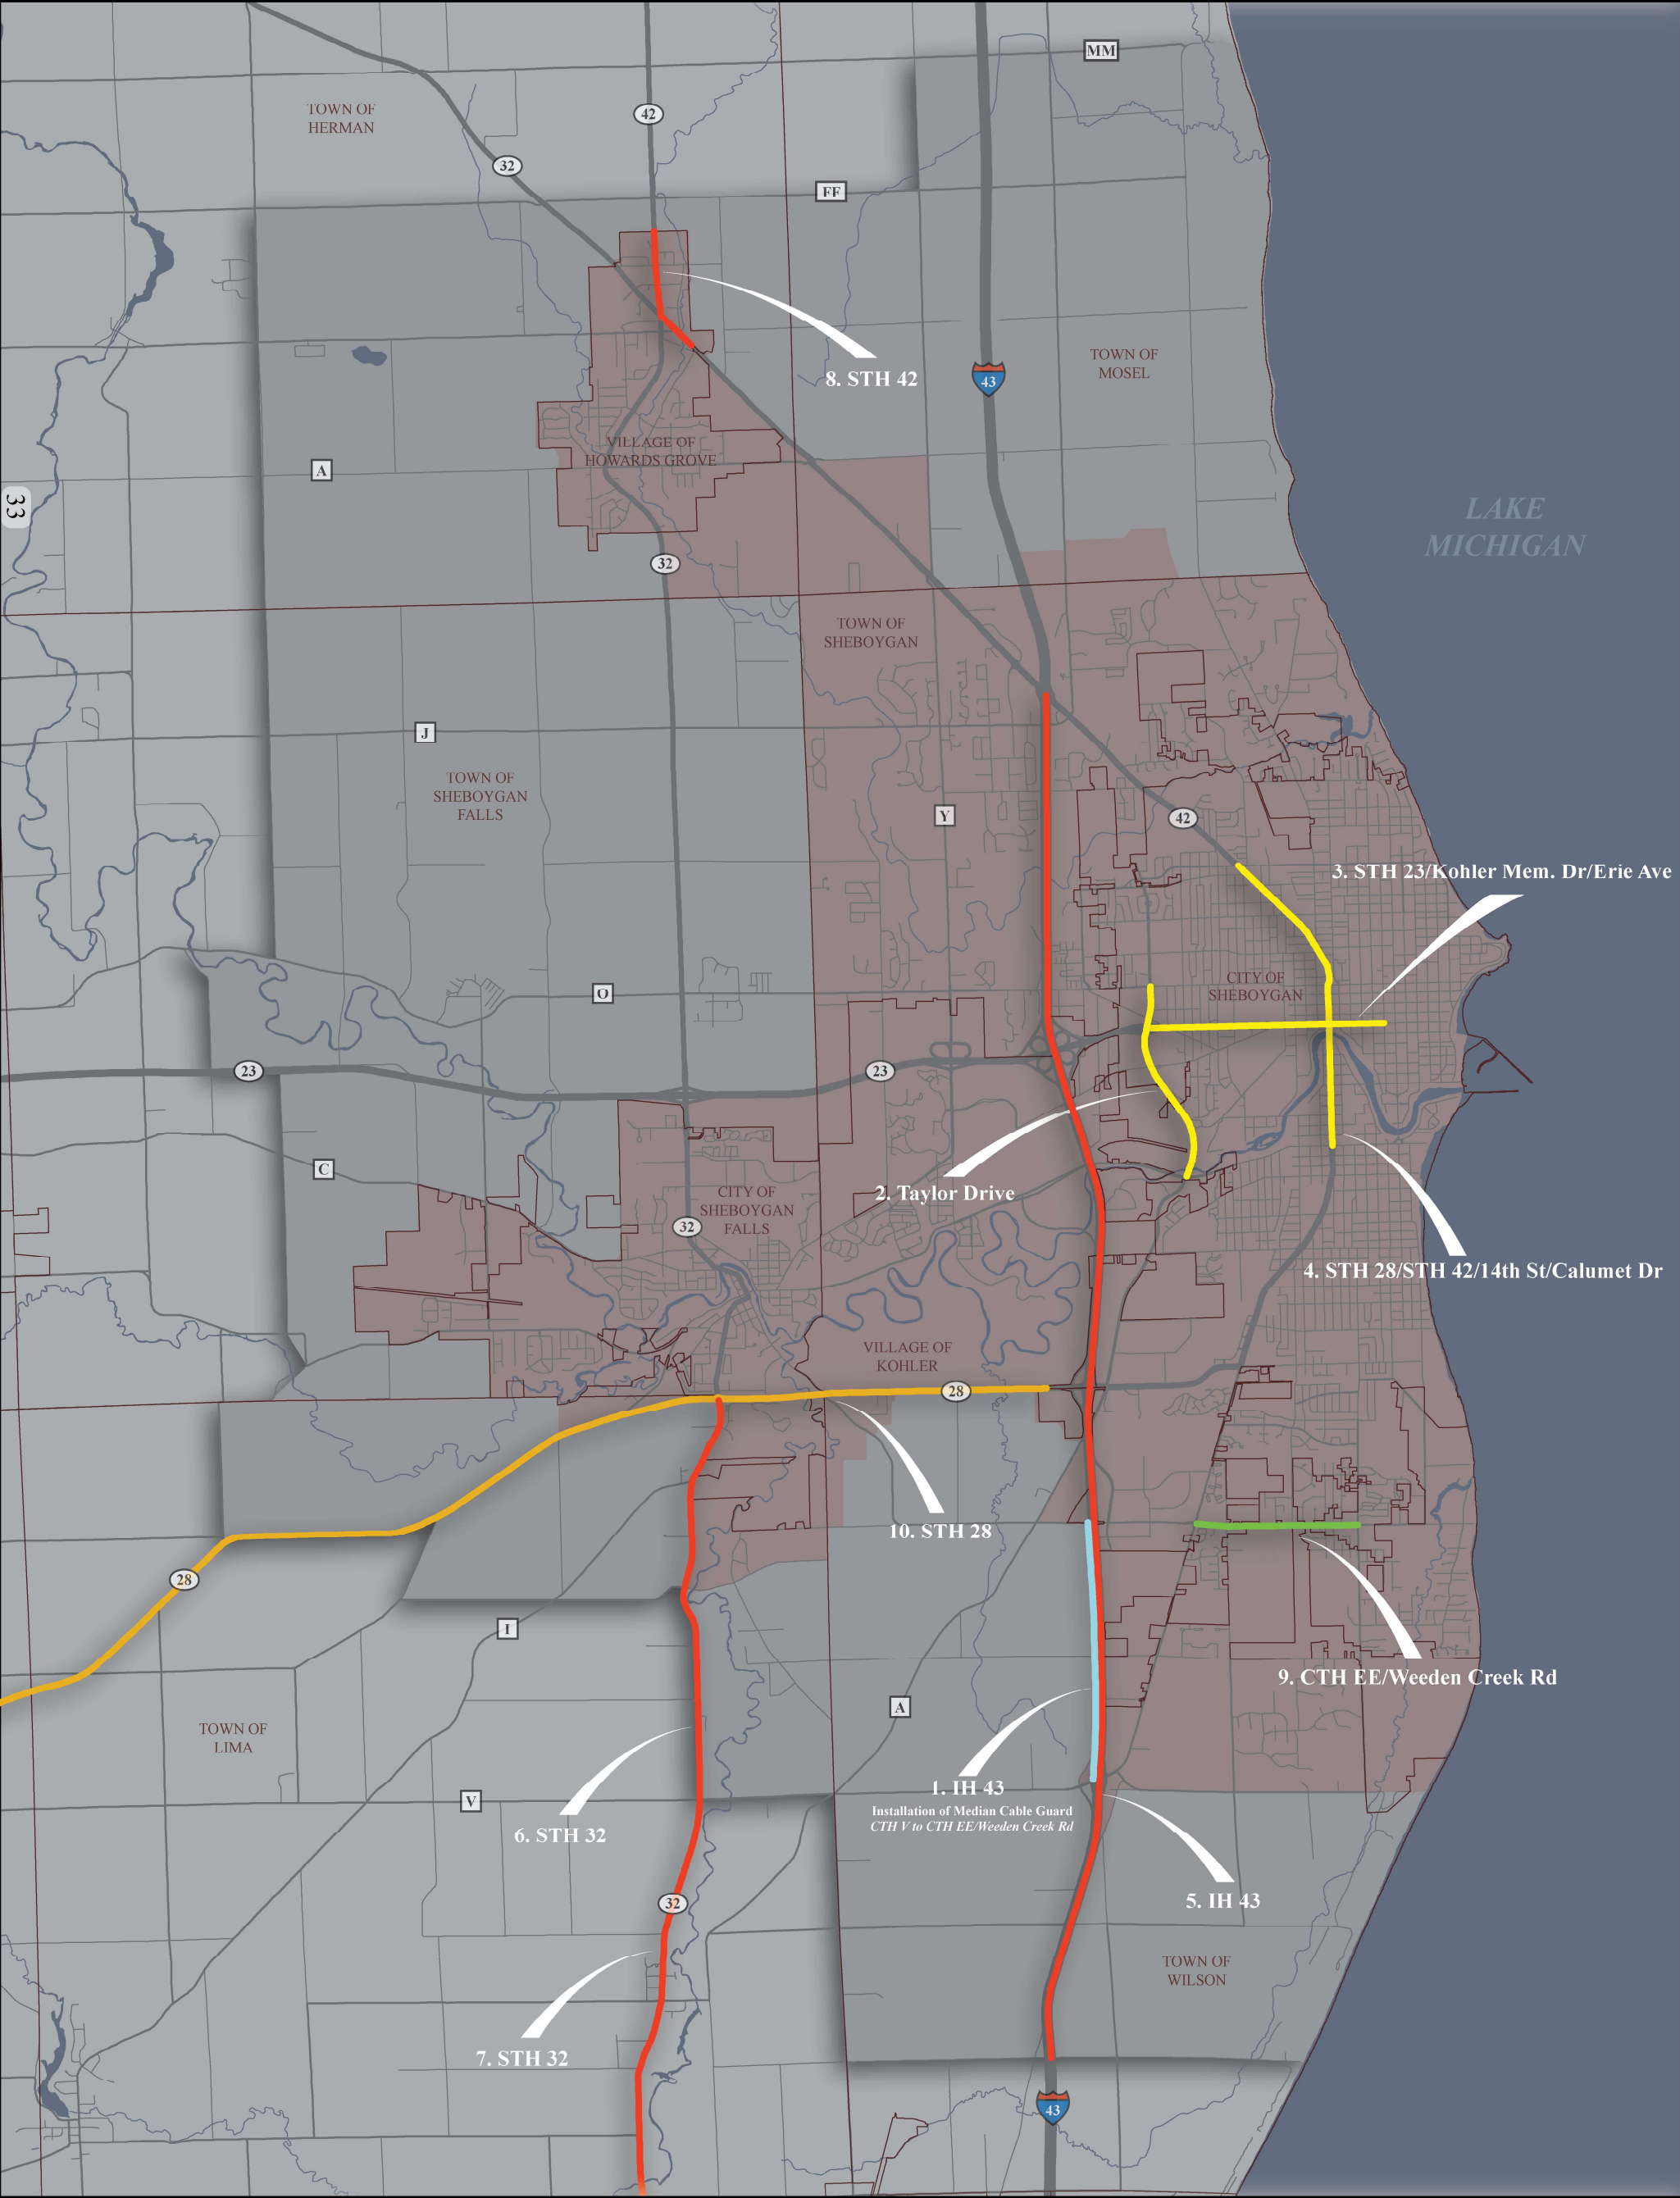 MM
TOWN OF
HERMAN
42
32
FF
TOWN OF
MOSEL
43
8. STH 42
VILLAGE OF
HOWARDS GROVE
A
33
LAKE
MICHIGAN
32
TOWN OF
SHEBOYGAN
J
TOWN OF
SHEBOYGAN
FALLS
Y
42
3. STH 23/Kohler Mem. Dr/Erie Ave
CITY OF
SHEBOYGAN
O
23
23
C
2. Taylor Drive
CITY OF
SHEBOYGAN
FALLS
32
4. STH 28/STH 42/14th St/Calumet Dr
VILLAGE OF
KOHLER
28
10. STH 28
28
I
9. CTH EE/Weeden Creek Rd
A
TOWN OF
LIMA
1. IH 43
Installation of Median Cable Guard
CTH V to CTH EE/Weeden Creek Rd
V
6. STH 32
32
5. IH 43
TOWN OF
WILSON
7. STH 32
43